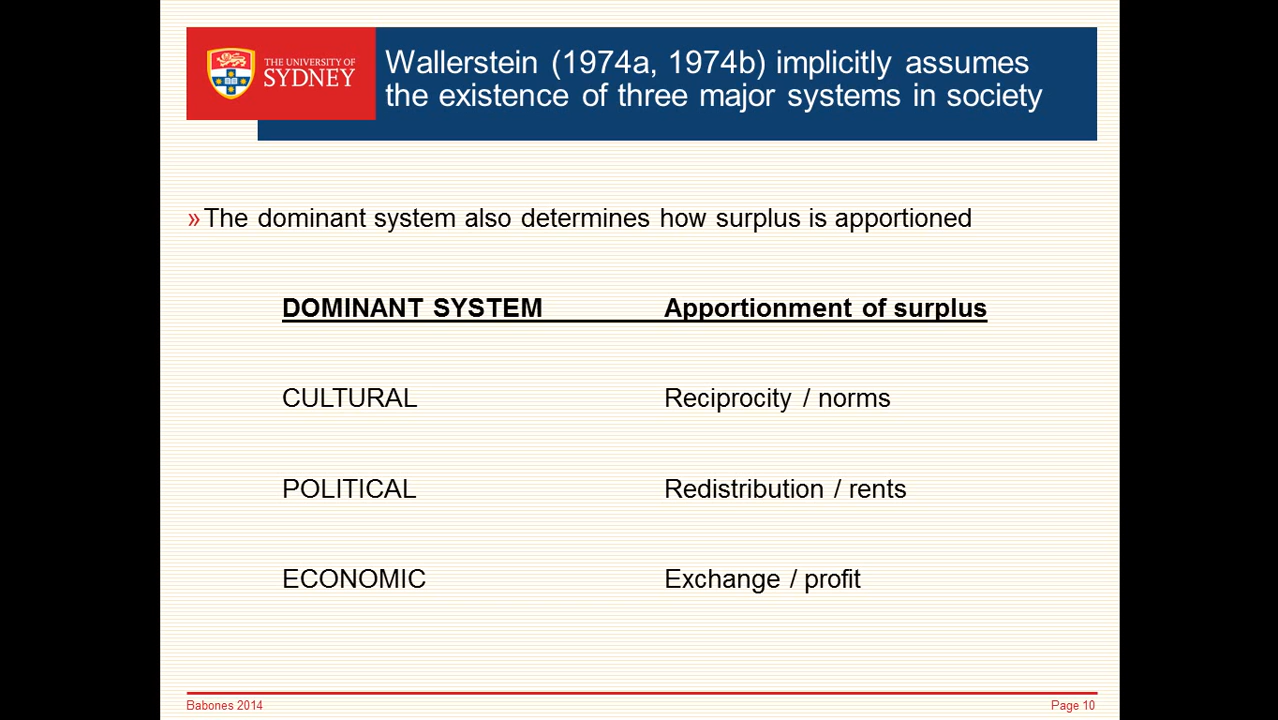 THE UNIVERSITY OF
SYDNEY
Wallerstein (1974a, 1974b) implicitly assumes
the existence of three major systems in society
»The dominant system also determines how surplus is apportioned
DOMINANT SYSTEM Apportionment of surplus
CULTURAL Reciprocity / norms
POLITICAL Redistribution / rents
ECONOMIC Exchange / profit
Babones 2014 Page 10